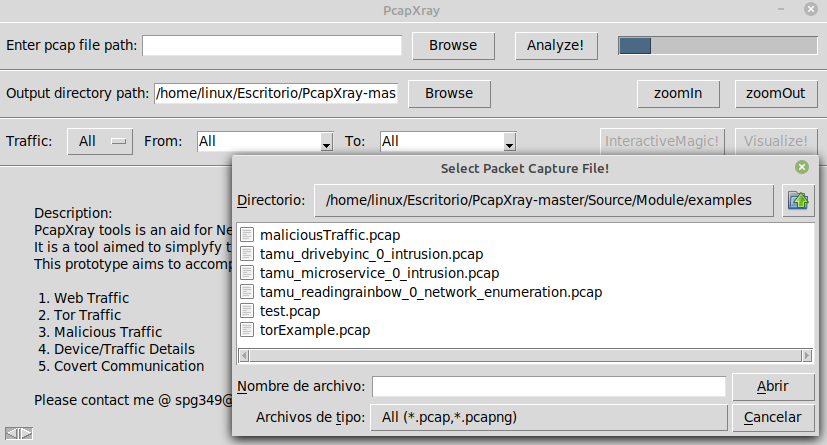 PcapXray
Enter pcap file path: Browse Analyze!
Output directory path: /home/linux/Escritorio/PcapXray-mas Browse zoomIn zoomOut
Traffic: All From: All To: All InteractiveMagic! Visualize!
Select Packet Capture File!
Directorio: /home/linux/Escritorio/PcapXray-master/Source/Module/examples
maliciousTraffic.pcap
tamu_drivebyinc_0_intrusion.pcap
tamu_microservice_0_intrusion.pcap
tamu_readingrainbow_0_network_enumeration.pcap
test.pcap
torExample.pcap
Nombre de archivo: Abrir
Archivos de tipo: All (*.pcap,*.pcapng) Cancelar
Description:
PcapXray tools is an aid for Ne
It is a tool aimed to simplyfy t
This prototype aims to accomp
1. Web Traffic
2. Tor Traffic
3. Malicious Traffic
4. Device/Traffic Details
5. Covert Communication
Please contact me @ spg349@